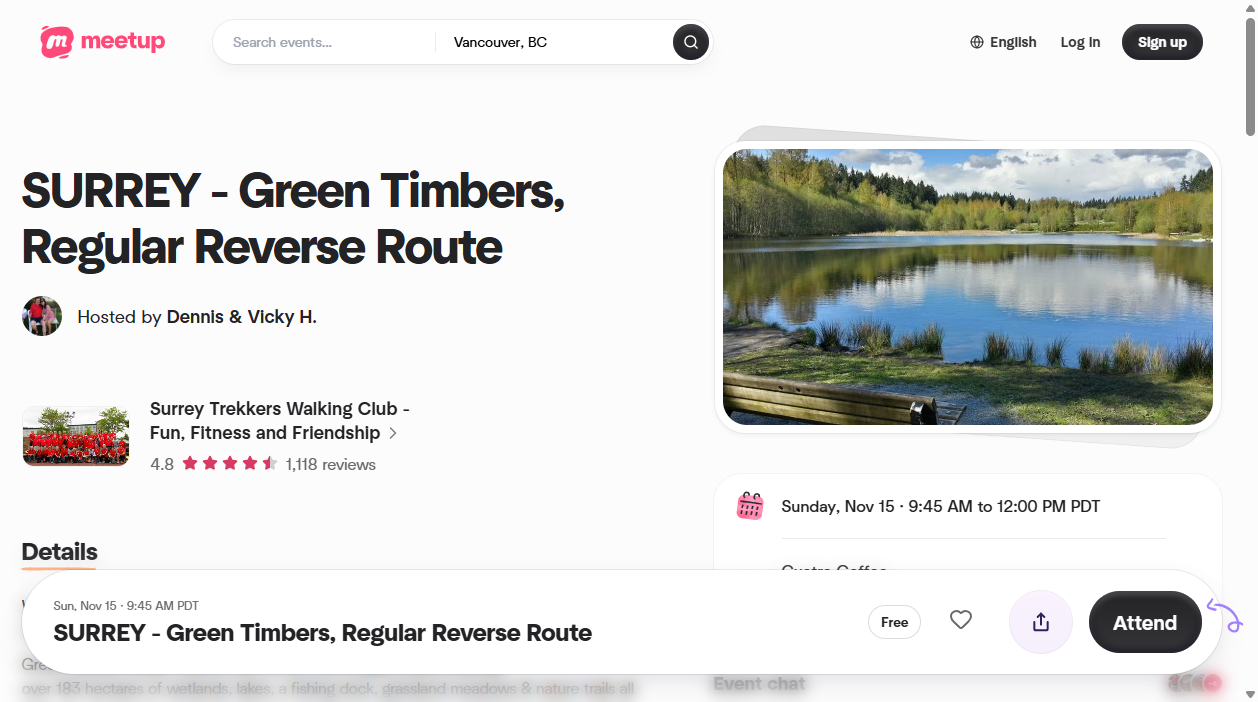 meetup
Search events...
Vancouver, BC
English
Log in
Sign up
SURREY - Green Timbers,
Regular Reverse Route
Hosted by Dennis & Vicky H.
Surrey Trekkers Walking Club -
Fun, Fitness and Friendship
4.8
1,118 reviews
Sunday, Nov 15 · 9:45 AM to 12:00 PM PDT
Details
Sun, Nov 15 · 9:45 AM PDT
SURREY - Green Timbers, Regular Reverse Route
Free
Attend
over 183 hectares of wetlands, lakes, a fishing dock, grassland meadows & nature trails all
Event chat